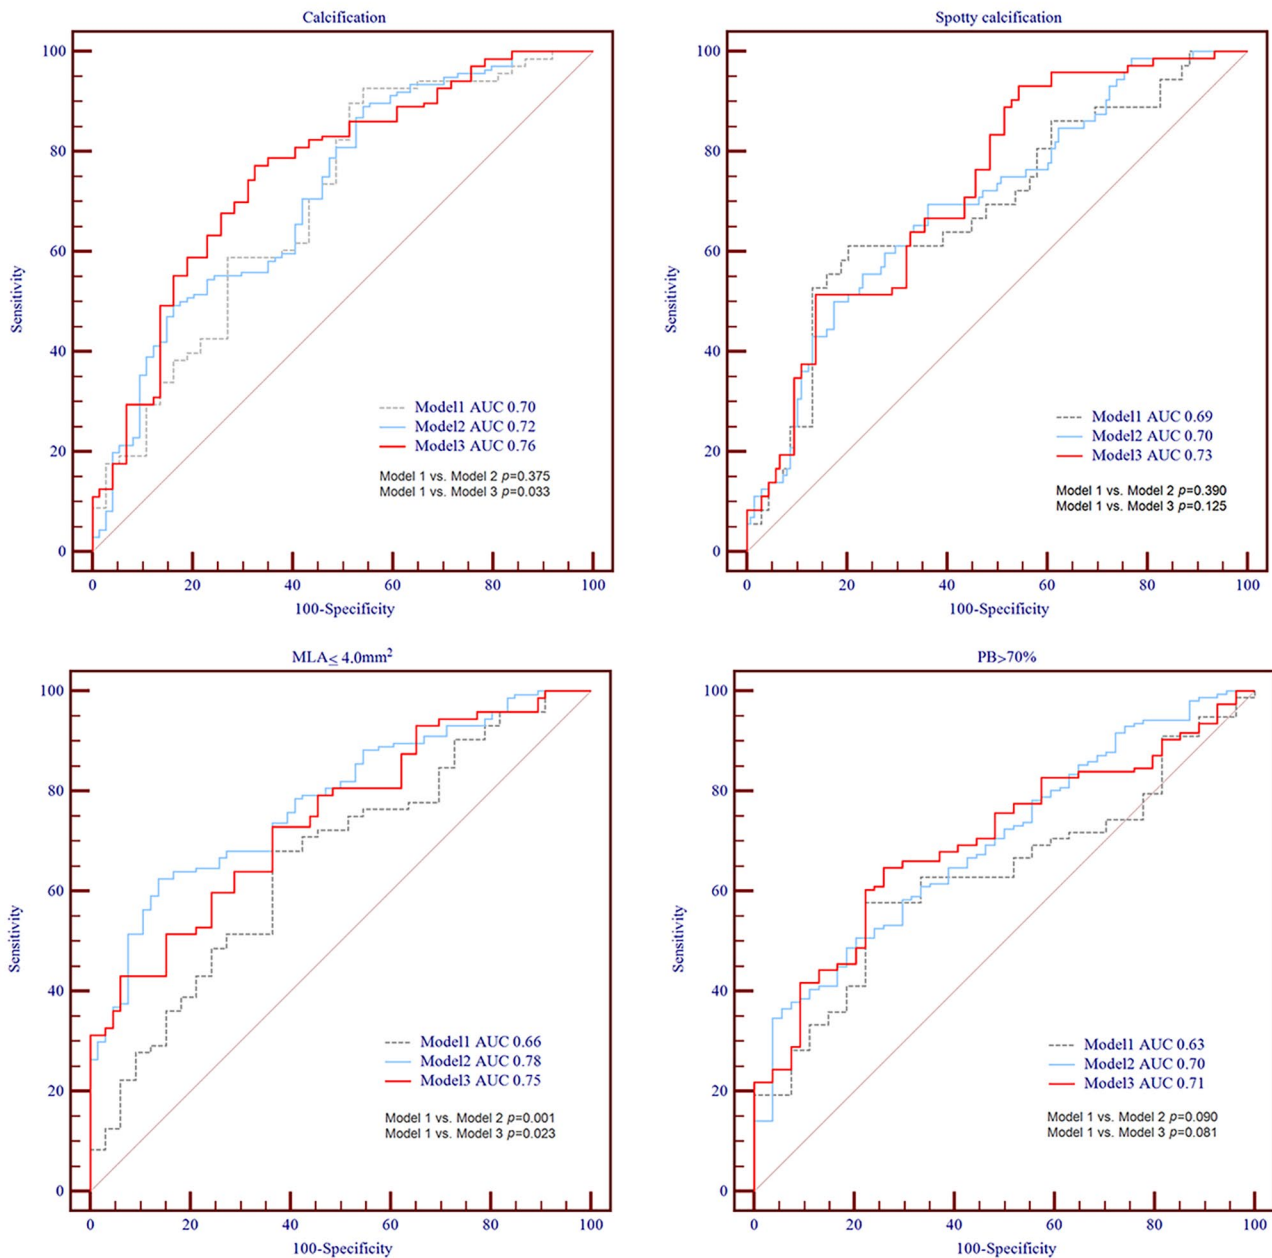 Calcification
100
80
60
40
20
0
Sensitivity
Model1 AUC 0.70
Model2 AUC 0.72
Model3 AUC 0.76
Model 1 vs. Model 2 p=0.375
Model 1 vs. Model 3 p=0.033
0 20 40 60 80 100
100-Specificity
Spotty calcification
100
80
60
40
20
0
Sensitivity
Model1 AUC 0.69
Model2 AUC 0.70
Model3 AUC 0.73
Model 1 vs. Model 2 p=0.390
Model 1 vs. Model 3 p=0.125
0 20 40 60 80 100
100-Specificity
MLA≤ 4.0mm²
100
80
60
40
20
0
Sensitivity
Model1 AUC 0.66
Model2 AUC 0.78
Model3 AUC 0.75
Model 1 vs. Model 2 p=0.001
Model 1 vs. Model 3 p=0.023
0 20 40 60 80 100
100-Specificity
PB>70%
100
80
60
40
20
0
Sensitivity
Model1 AUC 0.63
Model2 AUC 0.70
Model3 AUC 0.71
Model 1 vs. Model 2 p=0.090
Model 1 vs. Model 3 p=0.081
0 20 40 60 80 100
100-Specificity